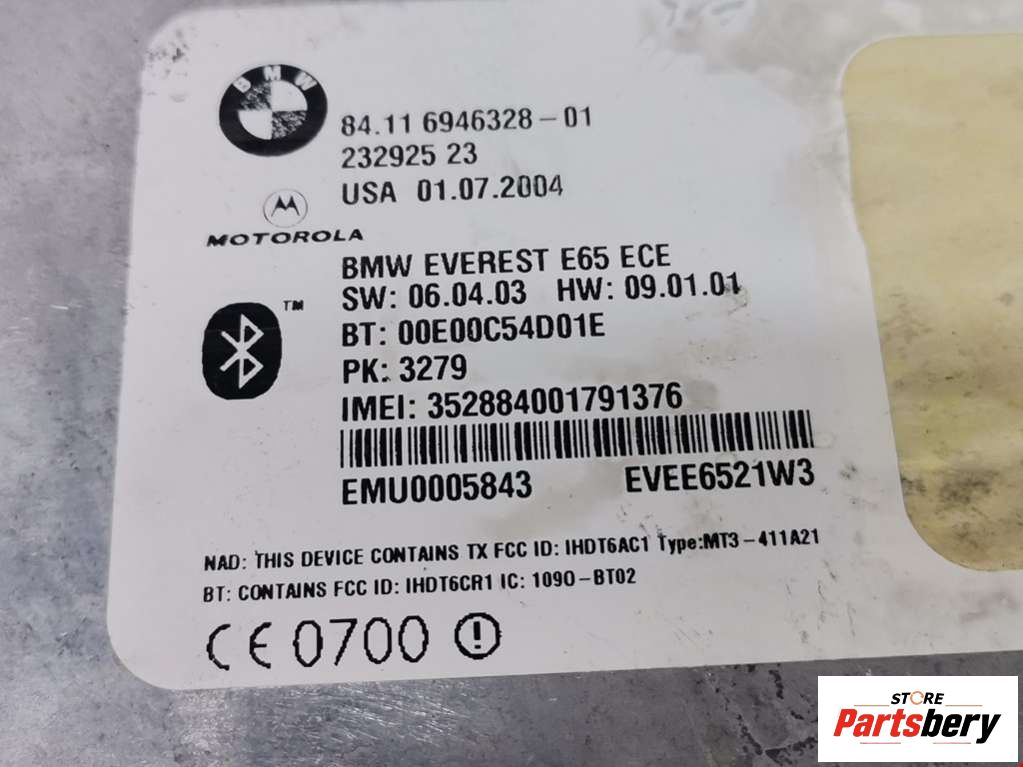 BMW
84.11 6946328-01
232925 23
USA 01.07.2004
MOTOROLA
BMW EVEREST E65 ECE
SW: 06.04.03 HW: 09.01.01
TM
BT: 00E00C54D01E
PK: 3279
IMEI: 352884001791376
EMU0005843 EVEE6521W3
NAD: THIS DEVICE CONTAINS TX FCC ID: IHDT6AC1 Type:MT3-411A21
BT: CONTAINS FCC ID: IHDT6CR1 IC: 1090-BT02
CE 0700
STORE
Partsbery